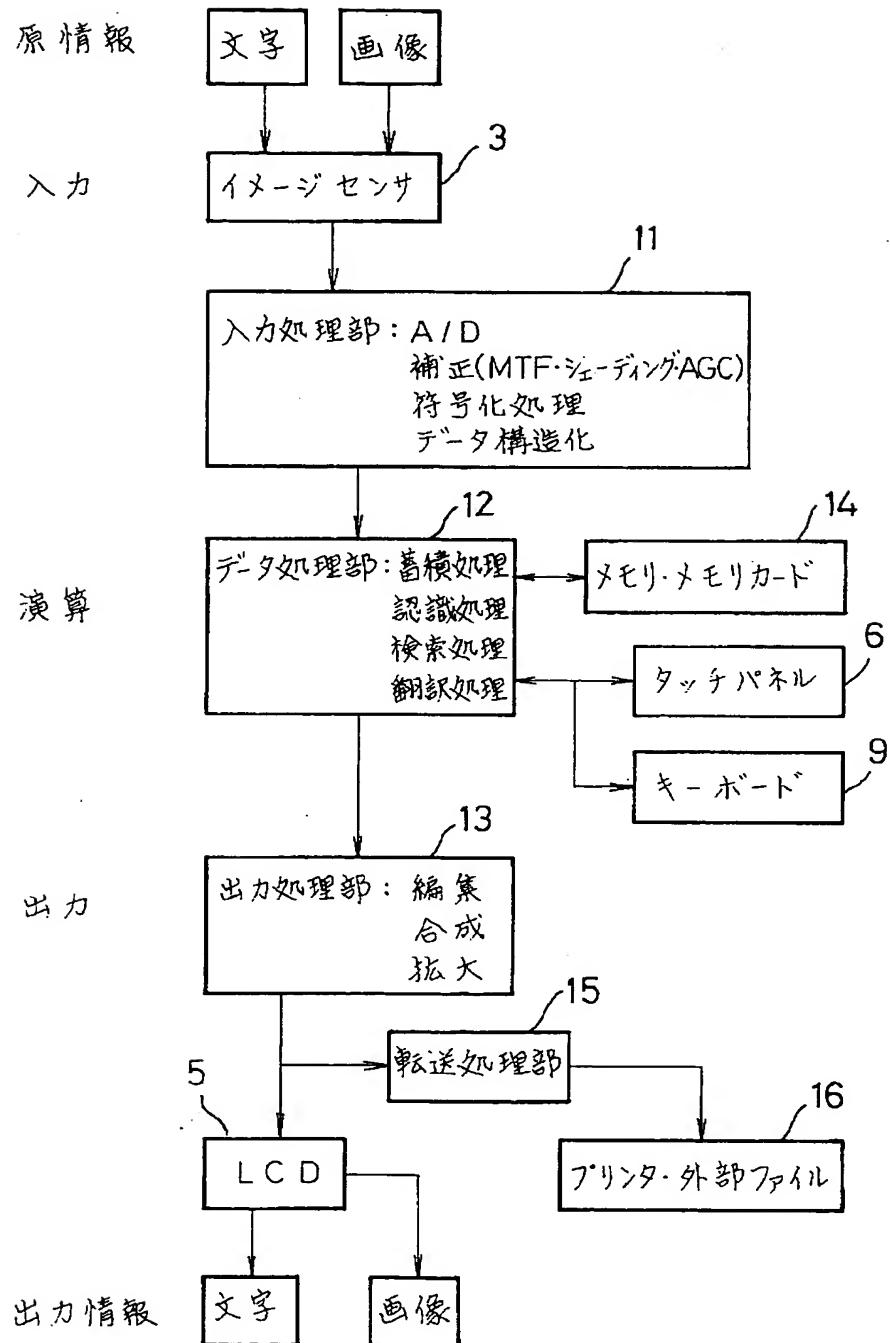 原情報
文字
画像
3
入力
イメージセンサ
11
入力処理部：A/D
補正(MTF・シェーディング・AGC)
符号化処理
データ構造化
12
14
演算
データ処理部：蓄積処理
認識処理
検索処理
翻訳処理
メモリ・メモリカード
6
タッチパネル
9
キーボード
13
出力
出力処理部：編集
合成
拡大
15
転送処理部
5
LCD
16
プリンタ・外部ファイル
出力情報
文字
画像